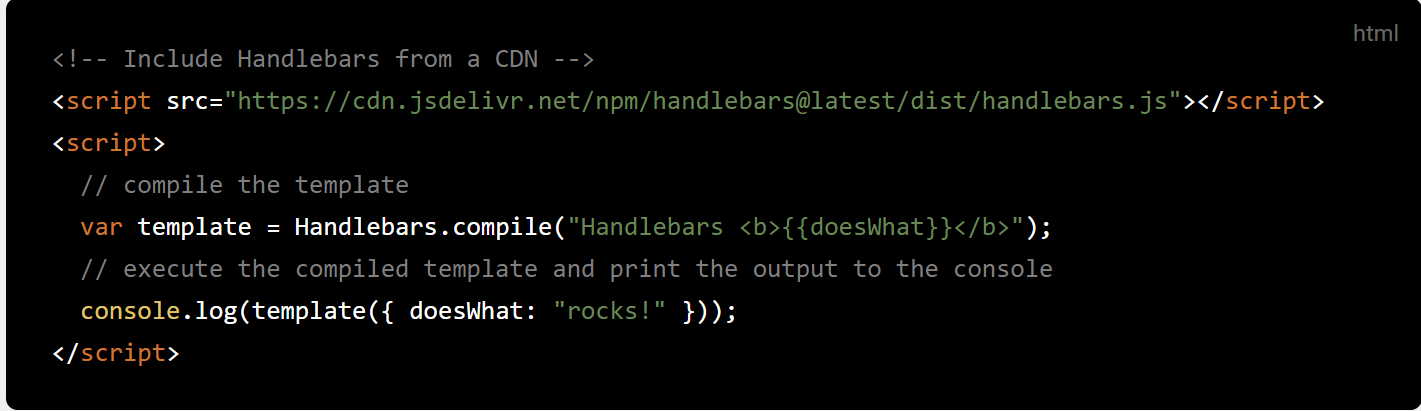 html
<!-- Include Handlebars from a CDN -->
<script src="https://cdn.jsdelivr.net/npm/handlebars@latest/dist/handlebars.js"></script>
<script>
  // compile the template
  var template = Handlebars.compile("Handlebars <b>{{doesWhat}}</b>");
  // execute the compiled template and print the output to the console
  console.log(template({ doesWhat: "rocks!" }));
</script>